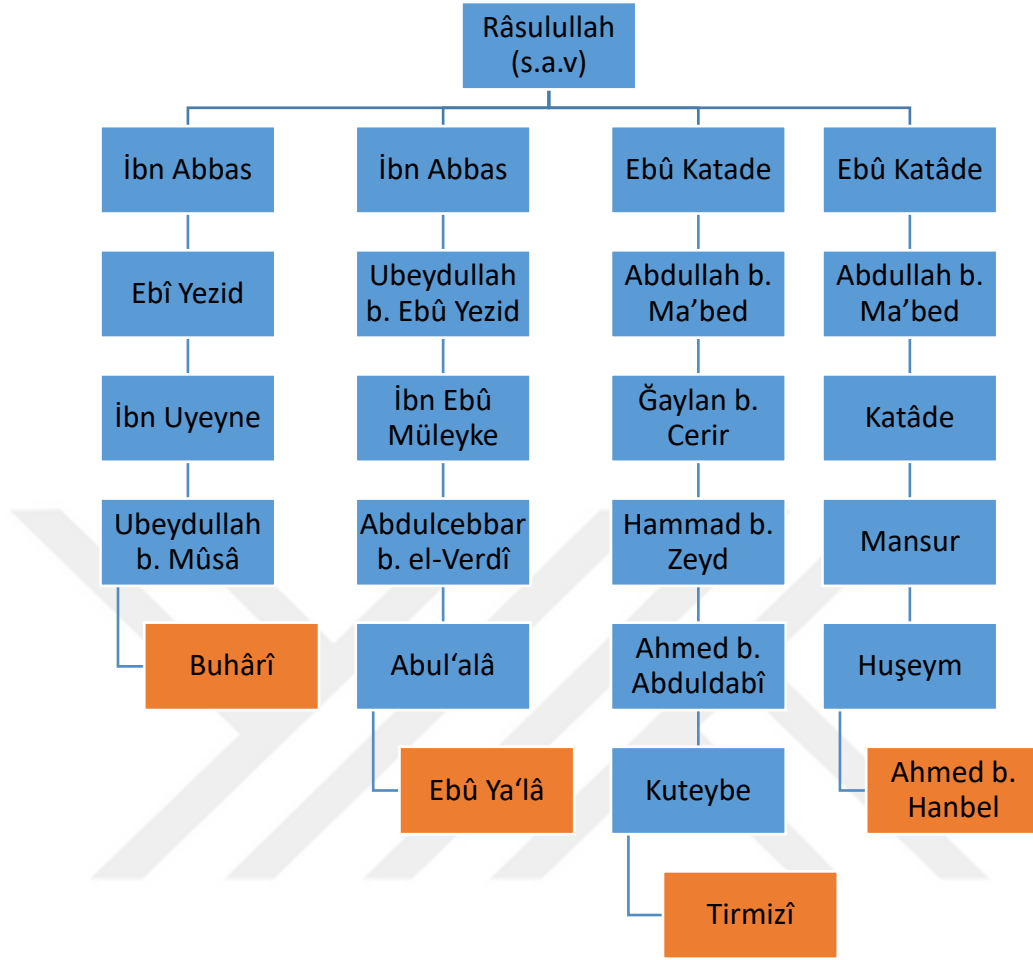 Râsulullah
(s.a.v)
İbn Abbas
İbn Abbas
Ebû Katade
Ebû Katâde
Ebî Yezid
Ubeydullah
b. Ebû Yezid
Abdullah b.
Ma’bed
Abdullah b.
Ma’bed
İbn Uyeyne
İbn Ebû
Müleyke
Ğaylan b.
Cerir
Katâde
Ubeydullah
b. Mûsâ
Abdulcebbar
b. el-Verdî
Hammad b.
Zeyd
Mansur
Buhârî
Abul‘alâ
Ahmed b.
Abduldabî
Huşeym
Ebû Ya‘lâ
Kuteybe
Ahmed b.
Hanbel
Tirmizî